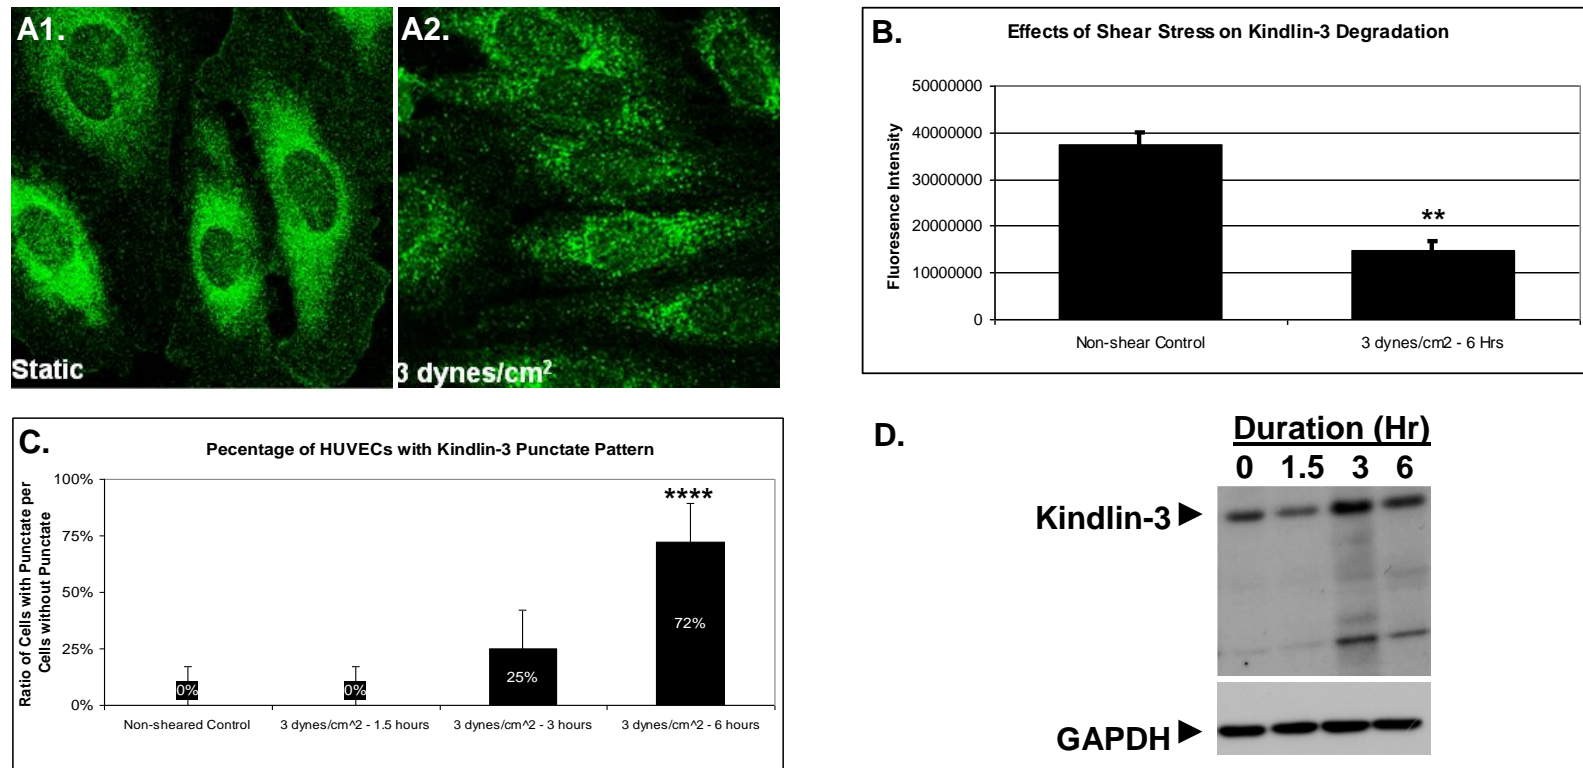 A1.
A2.
Static
3 dynes/cm²
B.
Effects of Shear Stress on Kindlin-3 Degradation
Fluoresence Intensity
50000000
40000000
30000000
20000000
10000000
0
**
Non-shear Control
3 dynes/cm2 - 6 Hrs
C.
Pecentage of HUVECs with Kindlin-3 Punctate Pattern
Ratio of Cells with Punctate per
Cells without Punctate
100%
75%
50%
25%
0%
0%
0%
25%
72%
****
Non-sheared Control
3 dynes/cm^2 - 1.5 hours
3 dynes/cm^2 - 3 hours
3 dynes/cm^2 - 6 hours
D.
Duration (Hr)
0 1.5 3 6
Kindlin-3
GAPDH